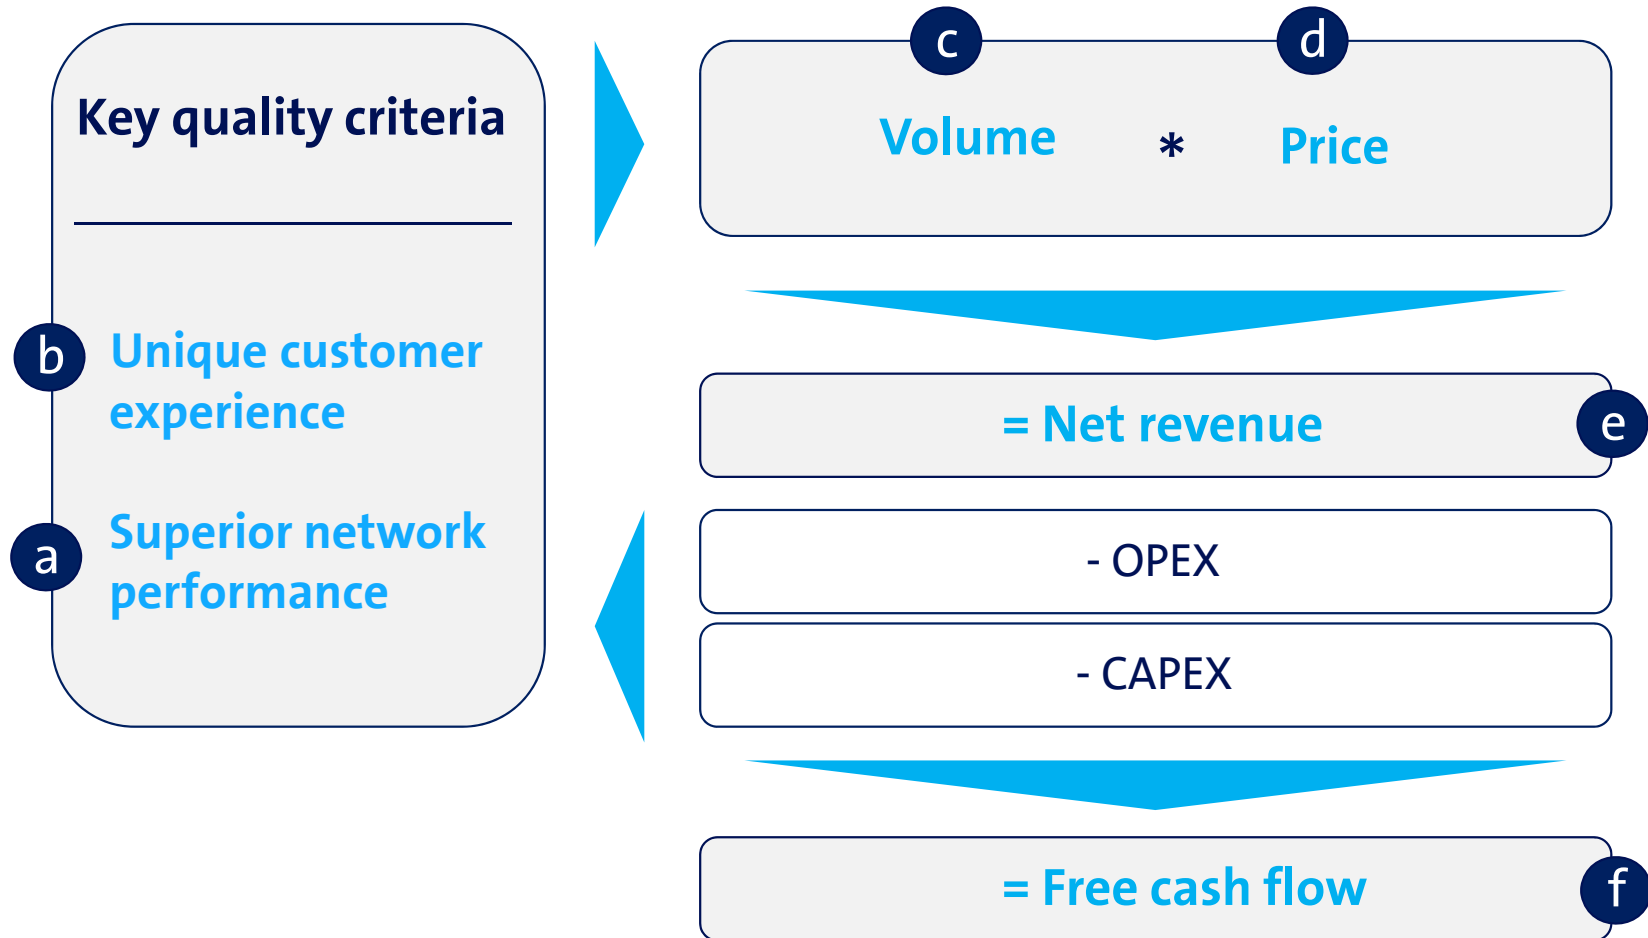 Key quality criteria
b
Unique customer
experience
a
Superior network
performance
c
d
Volume * Price
= Net revenue
e
- OPEX
- CAPEX
= Free cash flow
f